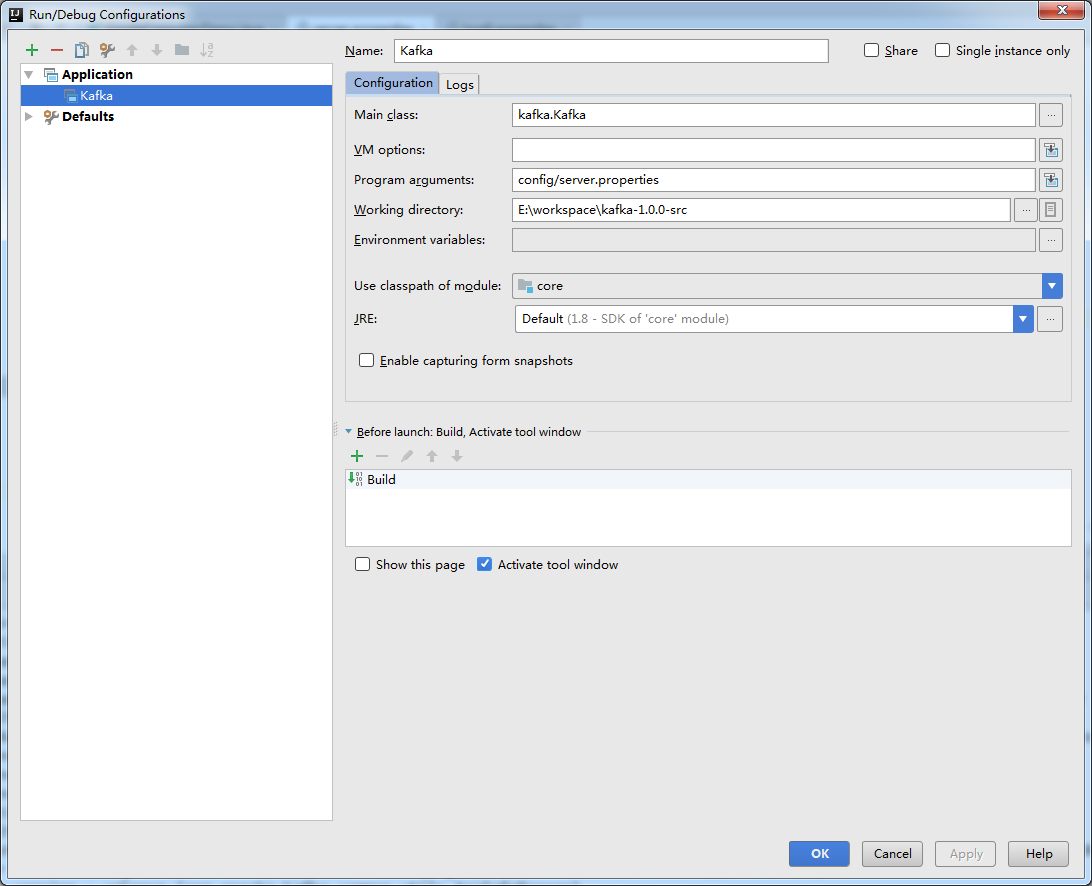 Run/Debug Configurations
Name: Kafka Share Single instance only
Application
Kafka
Defaults
Configuration Logs
Main class: kafka.Kafka ...
VM options:
Program arguments: config/server.properties
Working directory: E:\workspace\kafka-1.0.0-src ...
Environment variables: ...
Use classpath of module: core
JRE: Default (1.8 - SDK of 'core' module) ...
Enable capturing form snapshots
Before launch: Build, Activate tool window
Build
Show this page Activate tool window
OK Cancel Apply Help